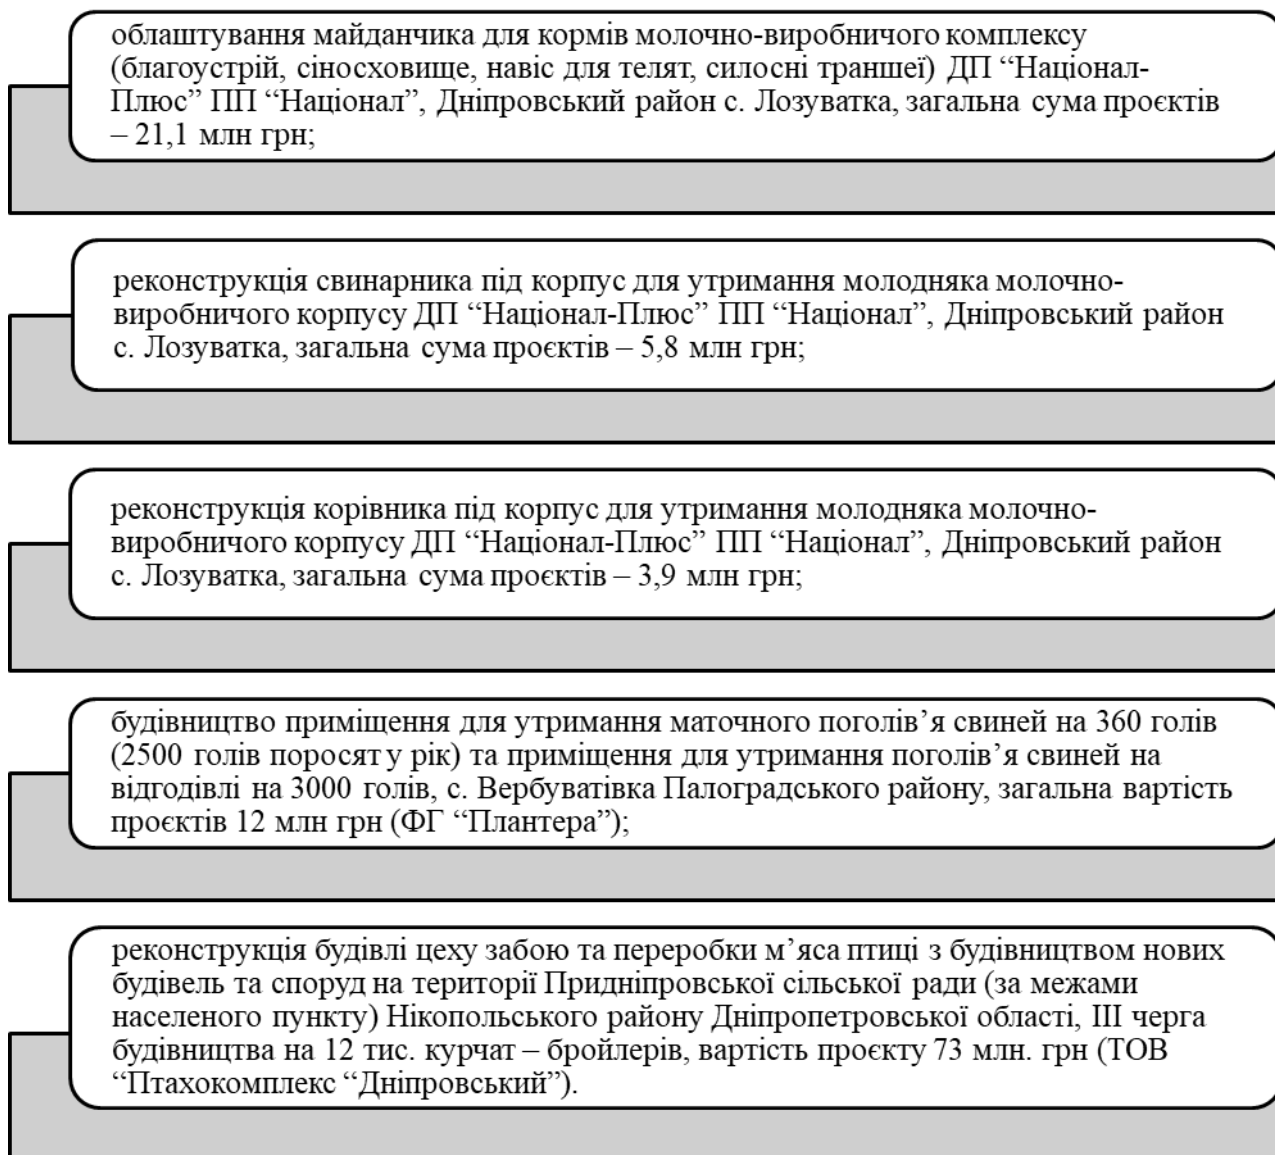 облаштування майданчика для кормів молочно-виробничого комплексу
(благоустрій, сіносховище, навіс для телят, силосні траншеї) ДП “Націонал-
Плюс” ПП “Націонал”, Дніпровський район с. Лозуватка, загальна сума проєктів
– 21,1 млн грн;
реконструкція свинарника під корпус для утримання молодняка молочно-
виробничого корпусу ДП “Націонал-Плюс” ПП “Націонал”, Дніпровський район
с. Лозуватка, загальна сума проєктів – 5,8 млн грн;
реконструкція корівника під корпус для утримання молодняка молочно-
виробничого корпусу ДП “Націонал-Плюс” ПП “Націонал”, Дніпровський район
с. Лозуватка, загальна сума проєктів – 3,9 млн грн;
будівництво приміщення для утримання маточного поголів’я свиней на 360 голів
(2500 голів поросят у рік) та приміщення для утримання поголів’я свиней на
відгодівлі на 3000 голів, с. Вербуватівка Палоградського району, загальна вартість
проєктів 12 млн грн (ФГ “Плантера”);
реконструкція будівлі цеху забою та переробки м’яса птиці з будівництвом нових
будівель та споруд на території Придніпровської сільської ради (за межами
населеного пункту) Нікопольського району Дніпропетровської області, ІІІ черга
будівництва на 12 тис. курчат – бройлерів, вартість проєкту 73 млн. грн (ТОВ
“Птахокомплекс “Дніпровський”).